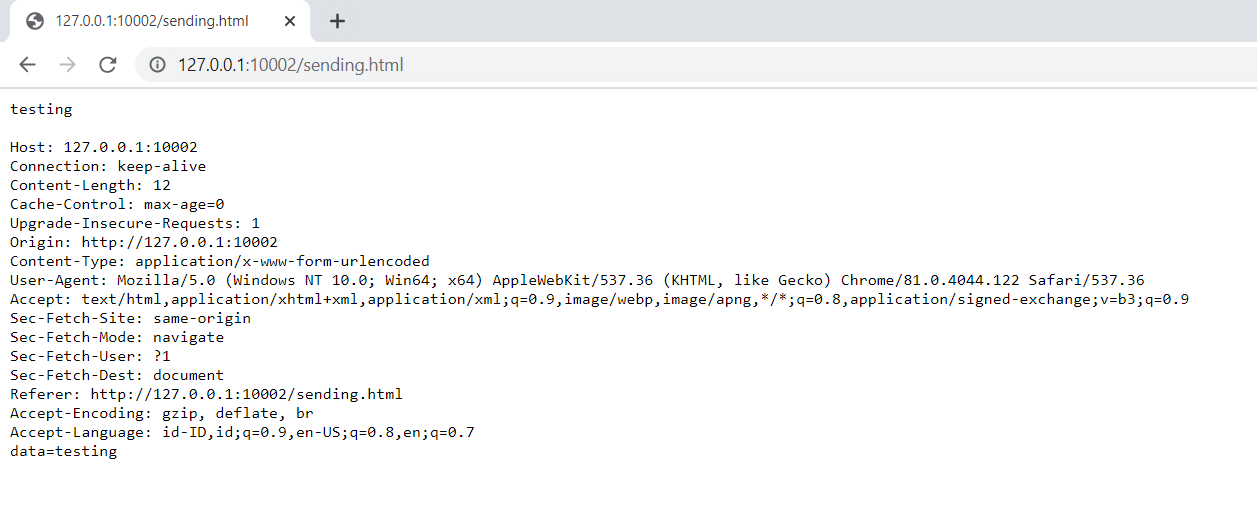 127.0.0.1:10002/sending.html
127.0.0.1:10002/sending.html
testing
Host: 127.0.0.1:10002
Connection: keep-alive
Content-Length: 12
Cache-Control: max-age=0
Upgrade-Insecure-Requests: 1
Origin: http://127.0.0.1:10002
Content-Type: application/x-www-form-urlencoded
User-Agent: Mozilla/5.0 (Windows NT 10.0; Win64; x64) AppleWebKit/537.36 (KHTML, like Gecko) Chrome/81.0.4044.122 Safari/537.36
Accept: text/html,application/xhtml+xml,application/xml;q=0.9,image/webp,image/apng,*/*;q=0.8,application/signed-exchange;v=b3;q=0.9
Sec-Fetch-Site: same-origin
Sec-Fetch-Mode: navigate
Sec-Fetch-User: ?1
Sec-Fetch-Dest: document
Referer: http://127.0.0.1:10002/sending.html
Accept-Encoding: gzip, deflate, br
Accept-Language: id-ID,id;q=0.9,en-US;q=0.8,en;q=0.7
data=testing